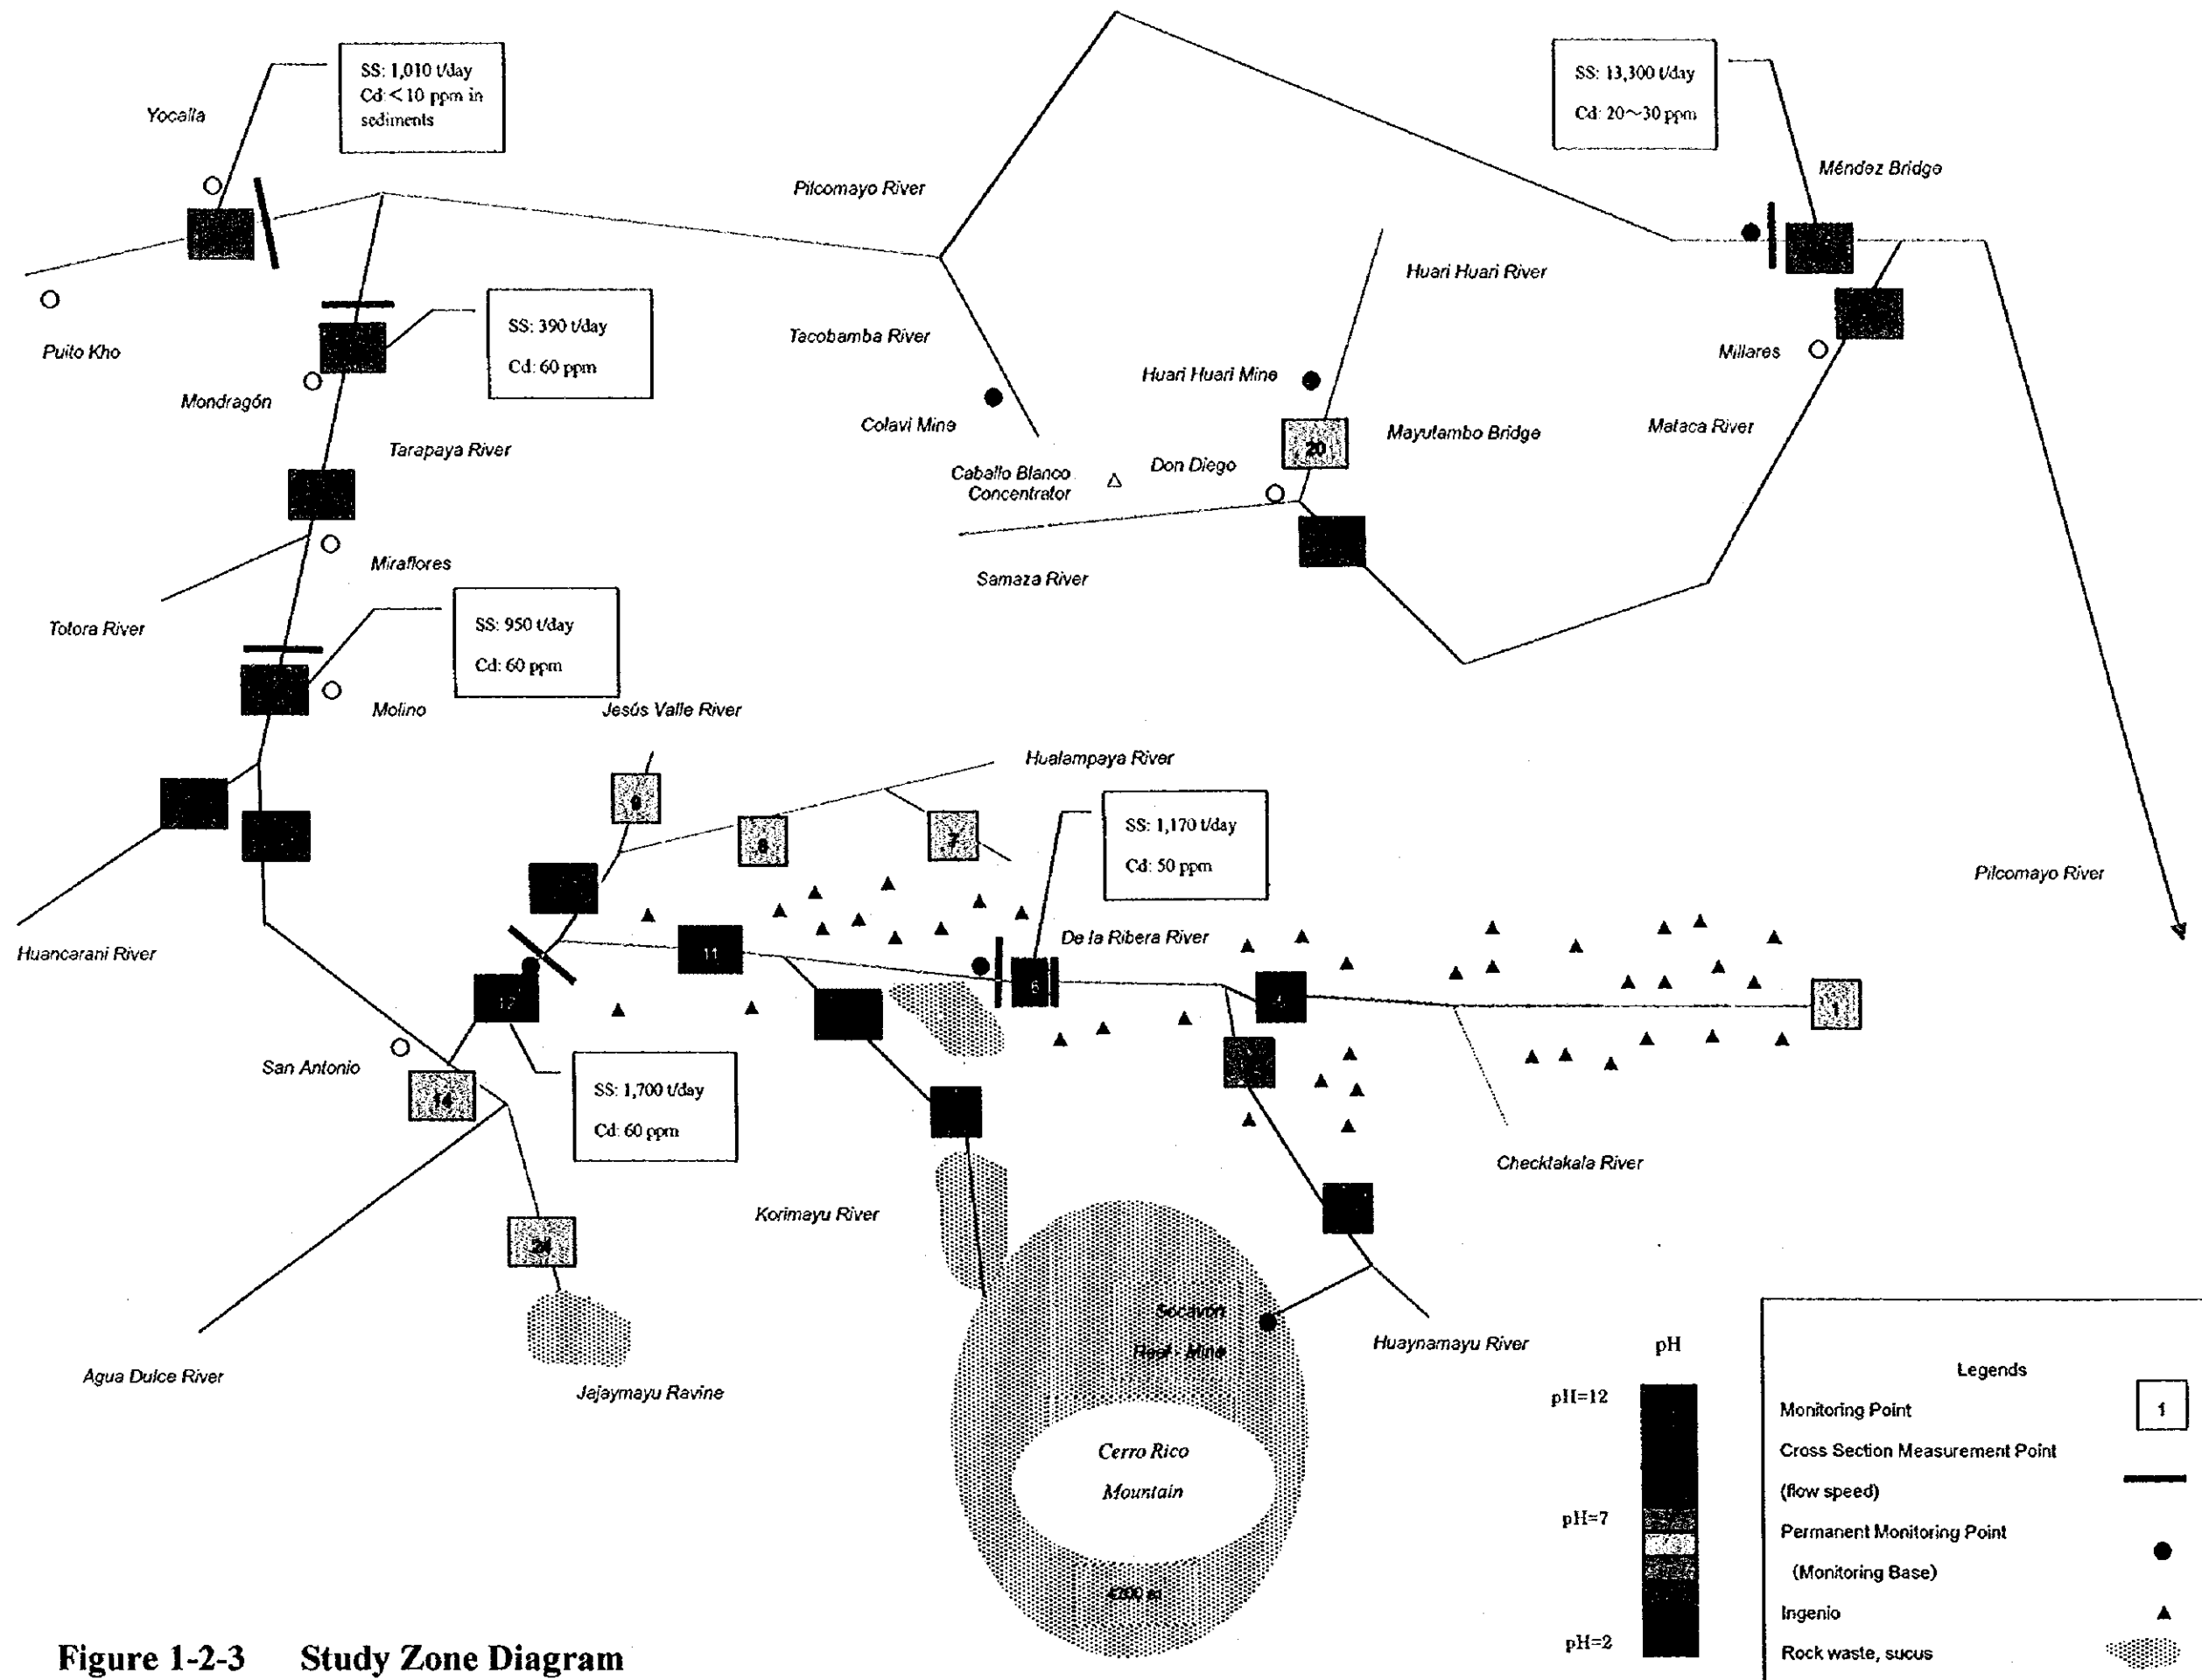 SS: 1,010 t/day
Cd: <10 ppm in
sediments
Yocalla
SS: 13,300 t/day
Cd: 20～30 ppm
Méndez Bridge
Pilcomayo River
Huari Huari River
Puito Kho
SS: 390 t/day
Cd: 60 ppm
Mondragón
Tacobamba River
Millares
Huari Huari Mine
Colavi Mine
Mayutambo Bridge
Mataca River
20
Tarapaya River
Caballo Blanco
Concentrator
Don Diego
Miraflores
Samaza River
Totora River
SS: 950 t/day
Cd: 60 ppm
Molino
Jesús Valle River
Hualampaya River
9
8
7
SS: 1,170 t/day
Cd: 50 ppm
Pilcomayo River
Huancarani River
De la Ribera River
11
6
12
1
San Antonio
14
SS: 1,700 t/day
Cd: 60 ppm
Checktakala River
Korimayu River
24
Socavon
Real - Mine
Huaynamayu River
Agua Dulce River
Jajaymayu Ravine
Cerro Rico
Mountain
4200 m
pH
pH=12
pH=7
pH=2
Legends
Monitoring Point
1
Cross Section Measurement Point
(flow speed)
Permanent Monitoring Point
(Monitoring Base)
Ingenio
Rock waste, sucus
Figure 1-2-3 Study Zone Diagram